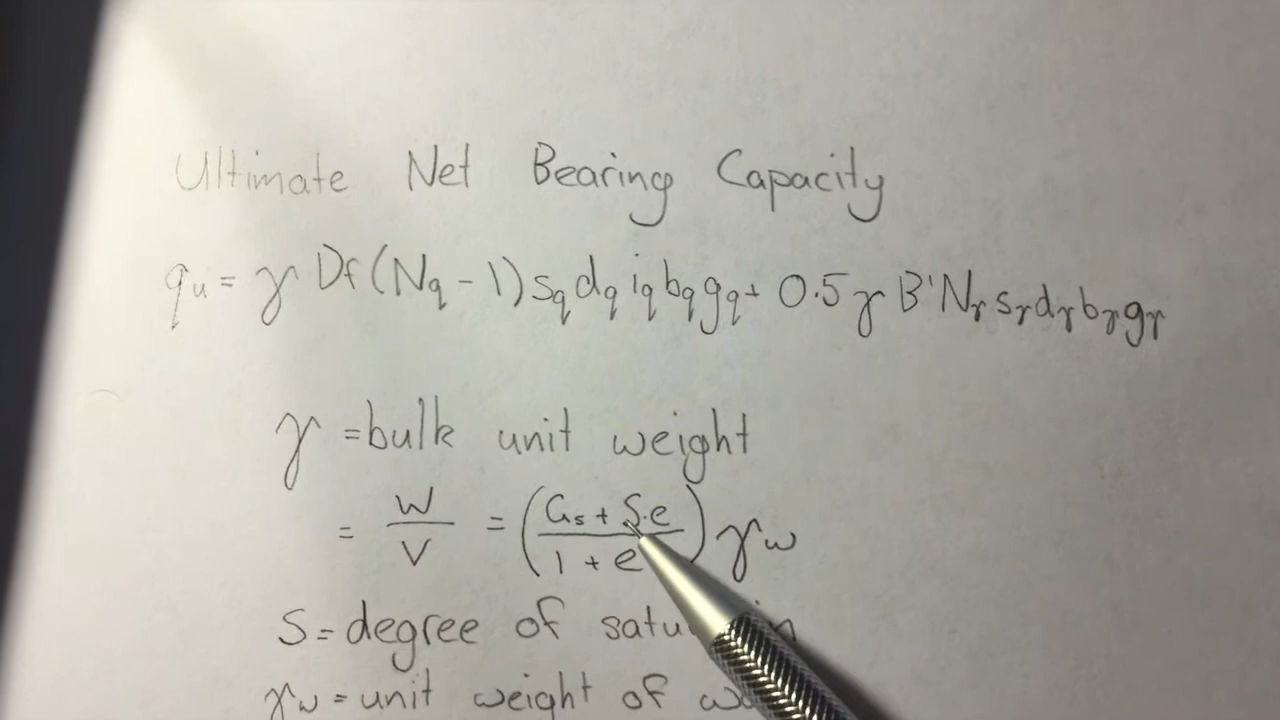 Ultimate Net Bearing Capacity
qu = γ Df (Nq - 1) sq dq iq bq gq + 0.5 γ B' Nγ sγ dγ bγ gγ
γ = bulk unit weight
= W/V = (Gs + S.e / 1 + e) γw
S = degree of
γw = unit weight of